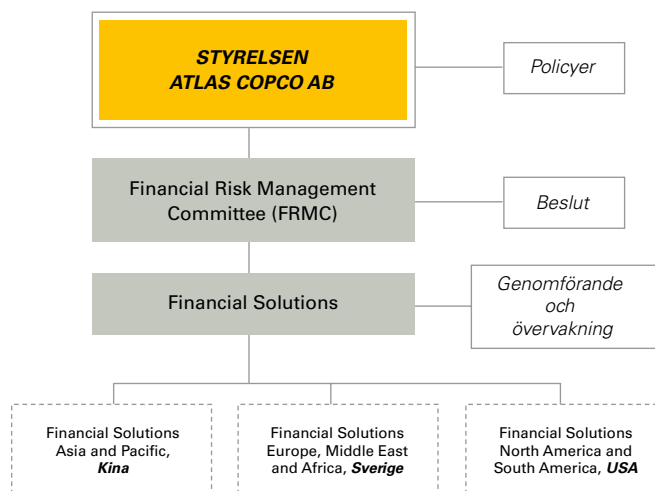 STYRELSEN
ATLAS COPCO AB
Policyer
Financial Risk Management
Committee (FRMC)
Beslut
Financial Solutions
Genomförande
och
övervakning
Financial Solutions
Asia and Pacific,
Kina
Financial Solutions
Europe, Middle East
and Africa, Sverige
Financial Solutions
North America and
South America, USA